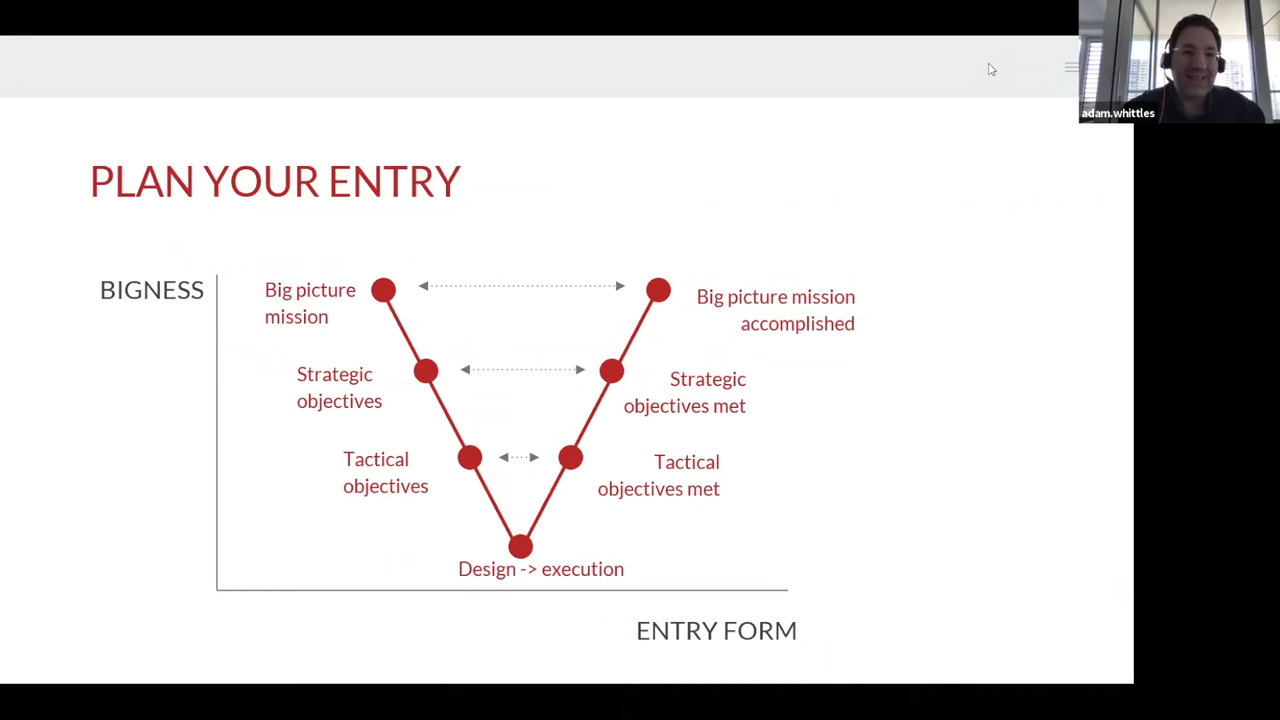 adam.whittles
PLAN YOUR ENTRY
BIGNESS
Big picture
mission
Big picture mission
accomplished
Strategic
objectives
Strategic
objectives met
Tactical
objectives
Tactical
objectives met
Design -> execution
ENTRY FORM